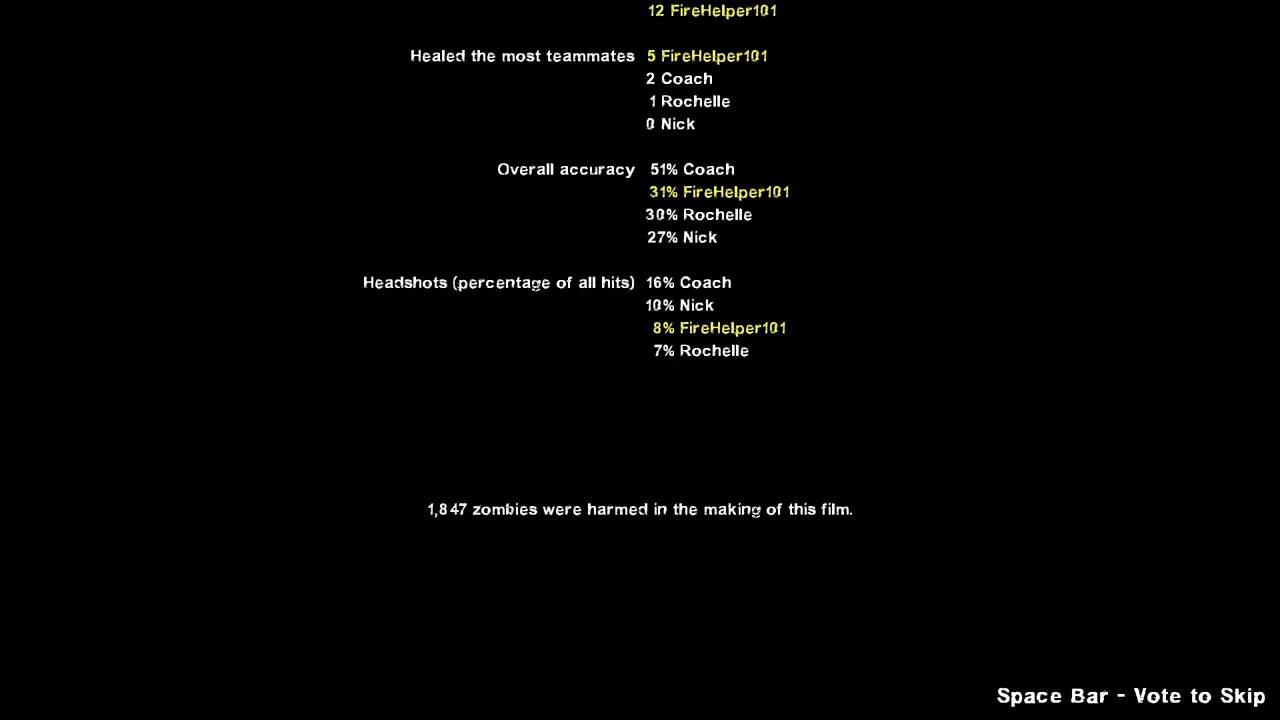 12 FireHelper101
Healed the most teammates 5 FireHelper101
2 Coach
1 Rochelle
0 Nick
Overall accuracy 51% Coach
31% FireHelper101
30% Rochelle
27% Nick
Headshots (percentage of all hits) 16% Coach
10% Nick
8% FireHelper101
7% Rochelle
1,847 zombies were harmed in the making of this film.
Space Bar - Vote to Skip